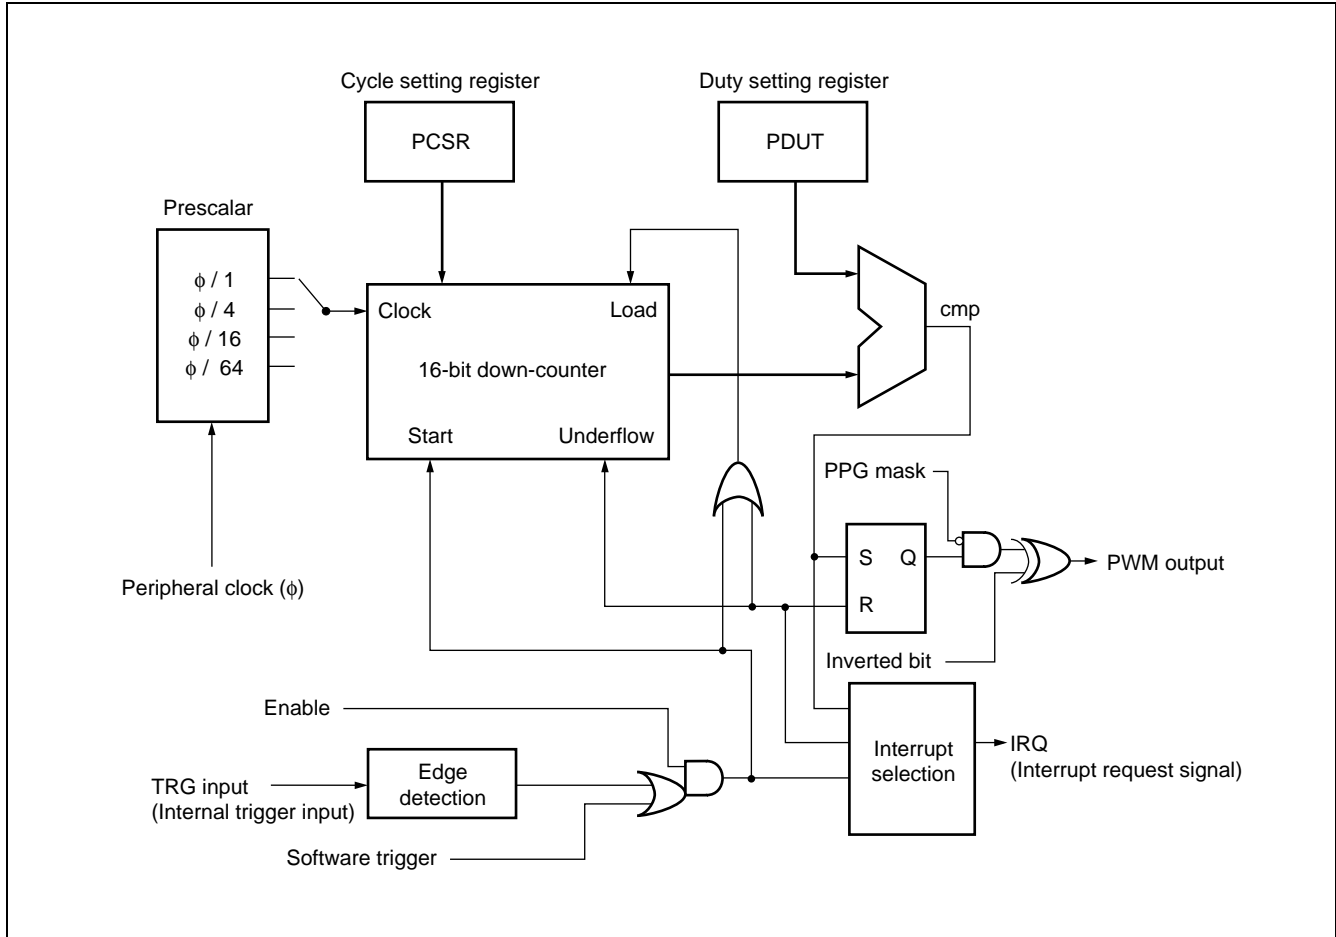 Cycle setting register
Duty setting register
PCSR
PDUT
Prescalar
ϕ / 1
ϕ / 4
ϕ / 16
ϕ / 64
Clock
Load
16-bit down-counter
Start
Underflow
cmp
PPG mask
S
Q
R
PWM output
Peripheral clock (ϕ)
Inverted bit
Enable
TRG input
(Internal trigger input)
Edge
detection
Software trigger
Interrupt
selection
IRQ
(Interrupt request signal)